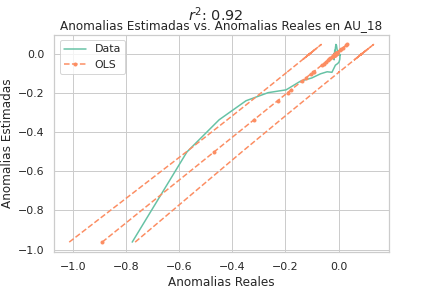 r²: 0.92
Anomalias Estimadas vs. Anomalias Reales en AU_18
Data
OLS
Anomalias Estimadas
0.0
−0.2
−0.4
−0.6
−0.8
−1.0
−1.0
−0.8
−0.6
−0.4
−0.2
0.0
Anomalias Reales